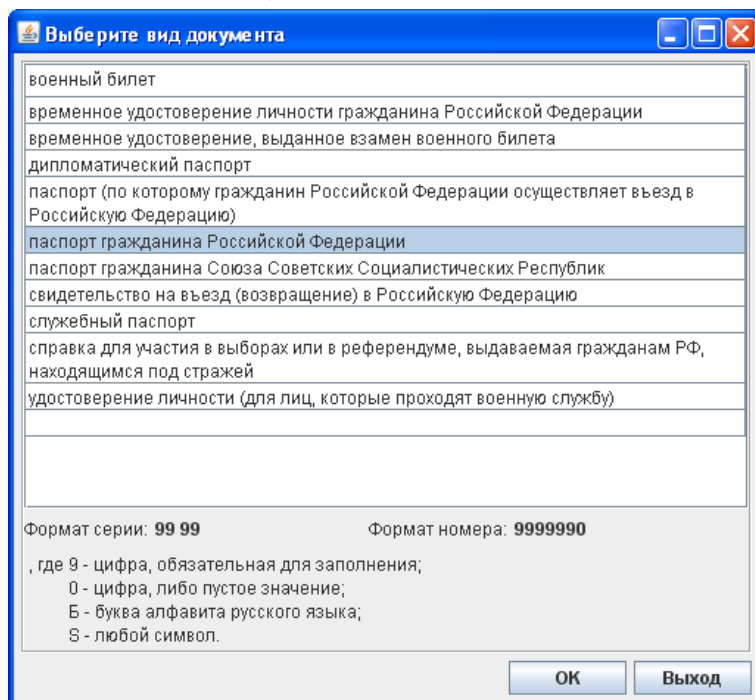 Выберите вид документа
военный билет
временное удостоверение личности гражданина Российской Федерации
временное удостоверение, выданное взамен военного билета
дипломатический паспорт
паспорт (по которому гражданин Российской Федерации осуществляет въезд в
Российскую Федерацию)
паспорт гражданина Российской Федерации
паспорт гражданина Союза Советских Социалистических Республик
свидетельство на въезд (возвращение) в Российскую Федерацию
служебный паспорт
справка для участия в выборах или в референдуме, выдаваемая гражданам РФ,
находящимся под стражей
удостоверение личности (для лиц, которые проходят военную службу)
Формат серии: 99 99 Формат номера: 9999990
, где 9 - цифра, обязательная для заполнения;
0 - цифра, либо пустое значение;
Б - буква алфавита русского языка;
S - любой символ.
ОК Выход